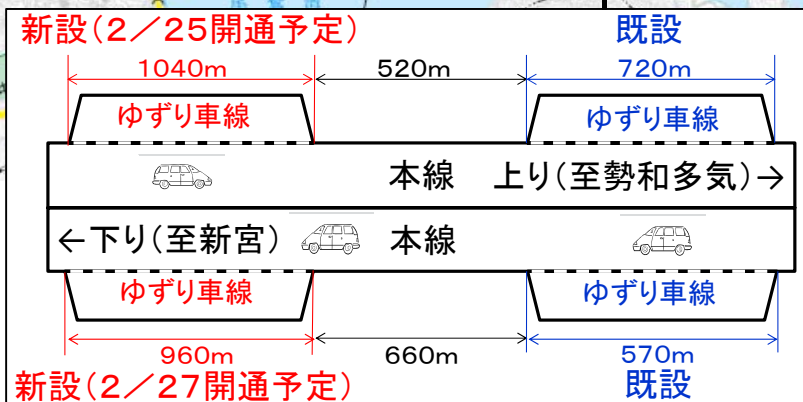 新設(2/25開通予定)
既設
1040m
520m
720m
ゆずり車線
ゆずり車線
本線 上り(至勢和多気)→
←下り(至新宮) 本線
ゆずり車線
ゆずり車線
960m
660m
570m
新設(2/27開通予定)
既設